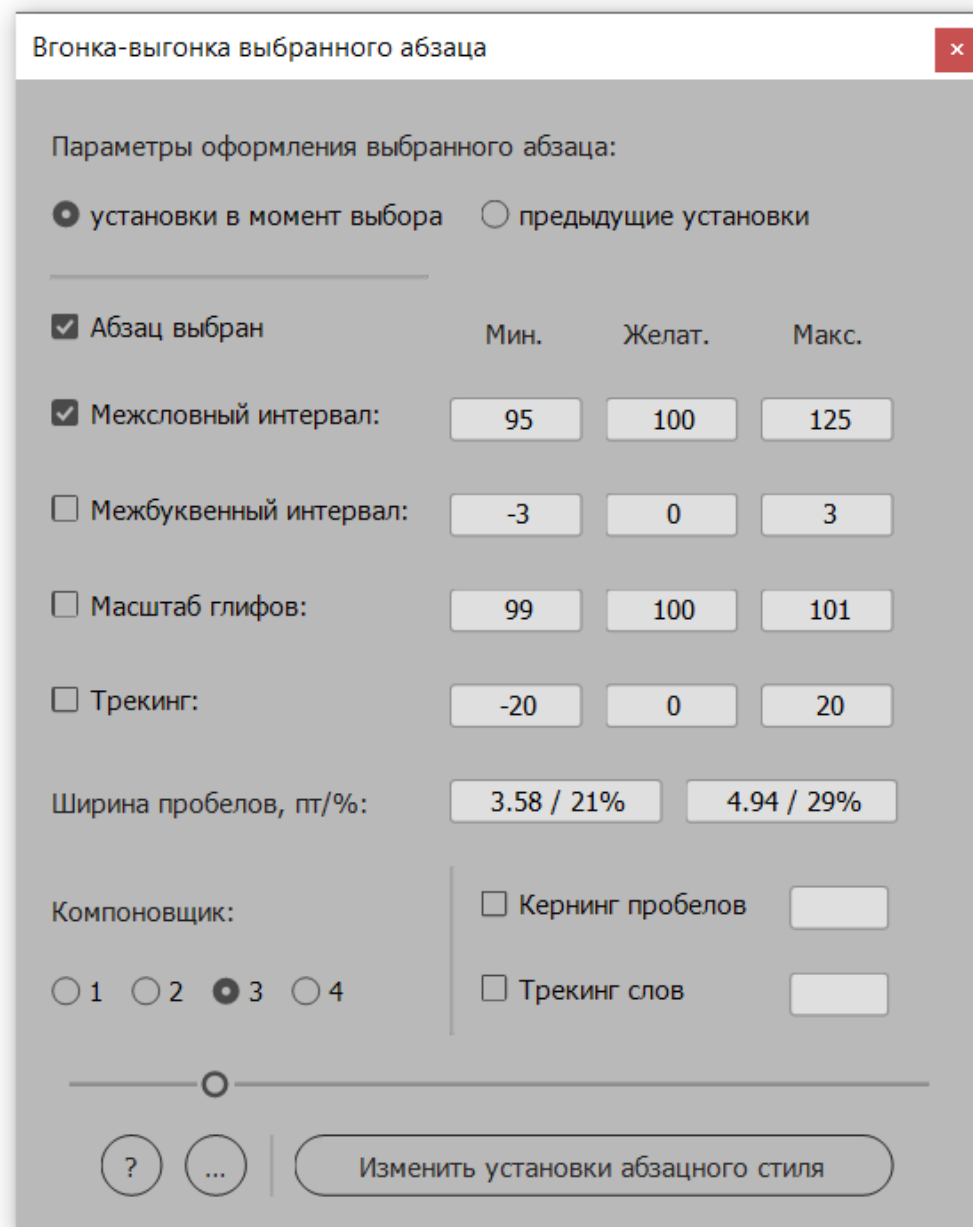 Вгонка-выгонка выбранного абзаца
Параметры оформления выбранного абзаца:
установки в момент выбора предыдущие установки
Абзац выбран Мин. Желат. Макс.
Межсловный интервал: 95 100 125
Межбуквенный интервал: -3 0 3
Масштаб глифов: 99 100 101
Трекинг: -20 0 20
Ширина пробелов, пт/%: 3.58 / 21% 4.94 / 29%
Компоновщик:
1 2 3 4
Кернинг пробелов
Трекинг слов
? ... Изменить установки абзацного стиля